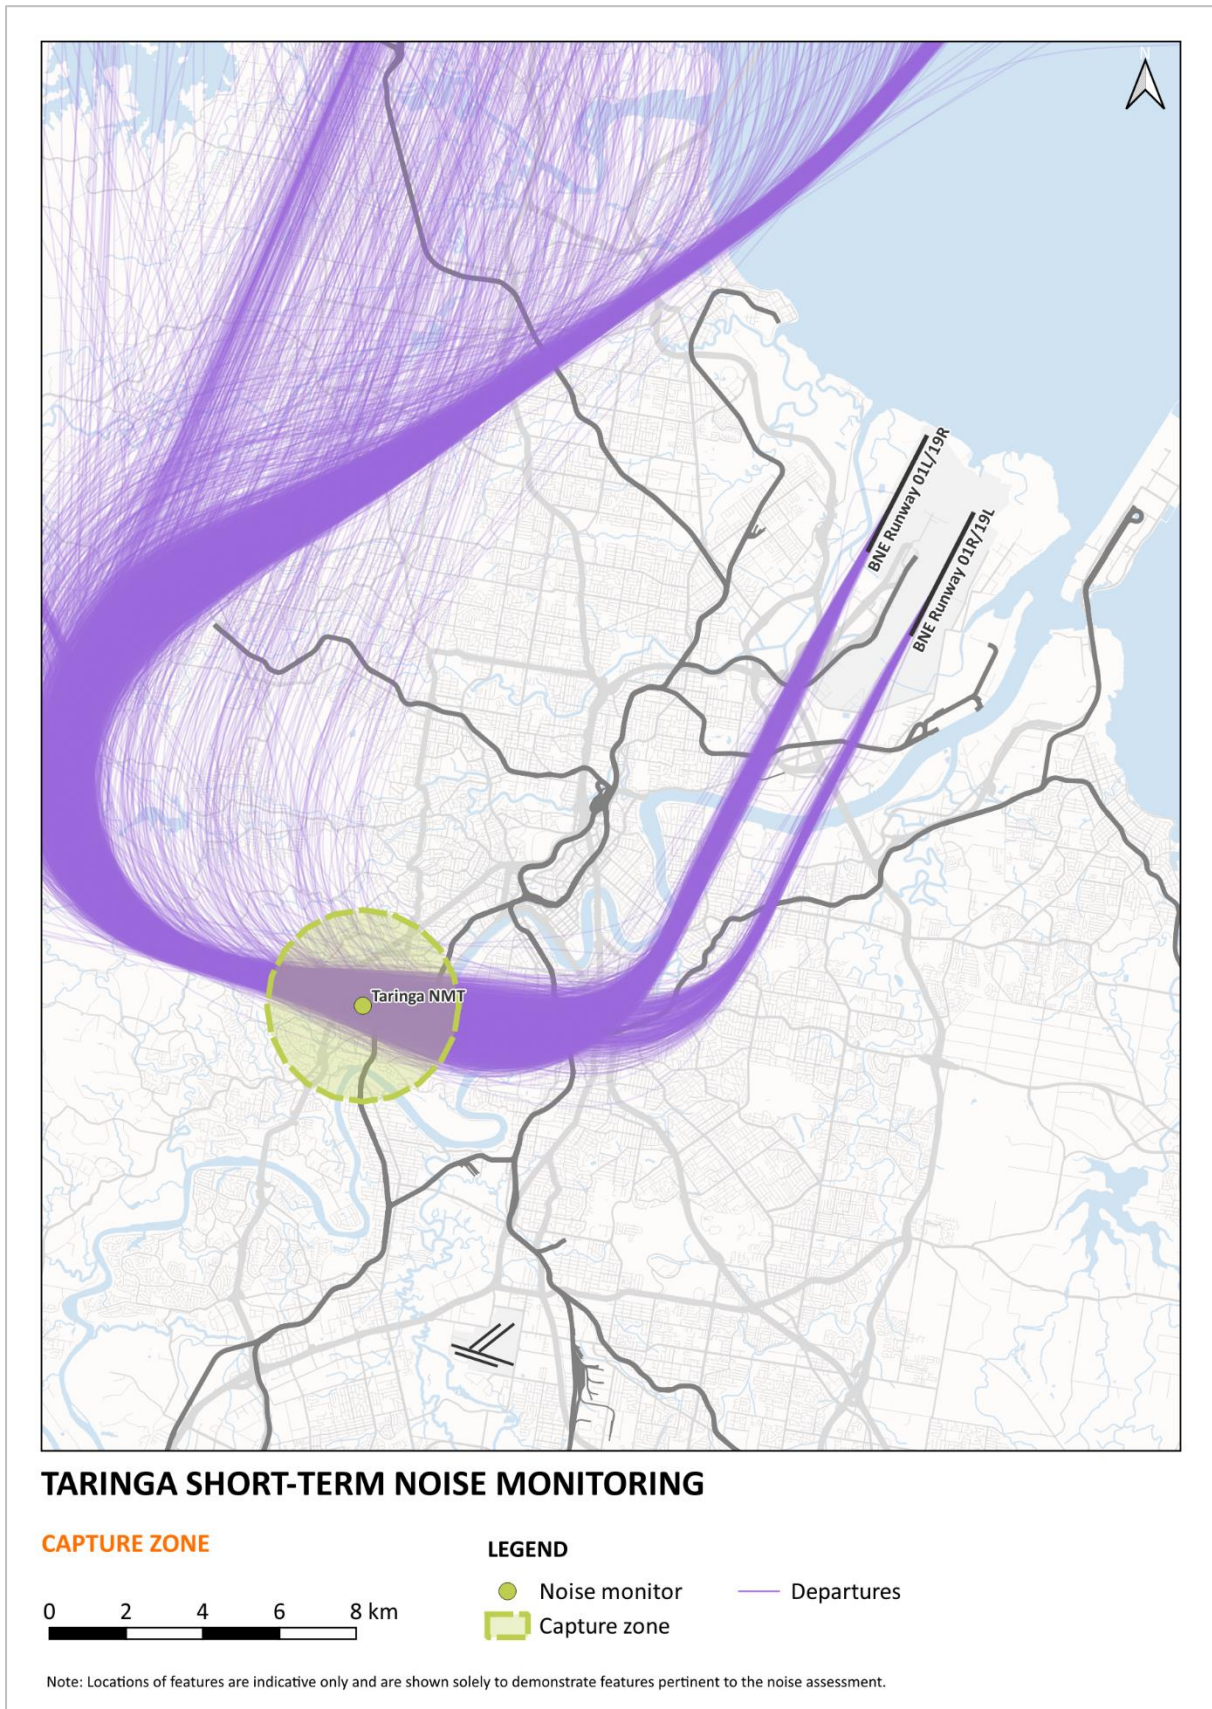 N
BNE Runway 01L/19R
BNE Runway 01R/19L
Taringa NMT
TARINGA SHORT-TERM NOISE MONITORING
CAPTURE ZONE
LEGEND
0 2 4 6 8 km
Noise monitor
Departures
Capture zone
Note: Locations of features are indicative only and are shown solely to demonstrate features pertinent to the noise assessment.